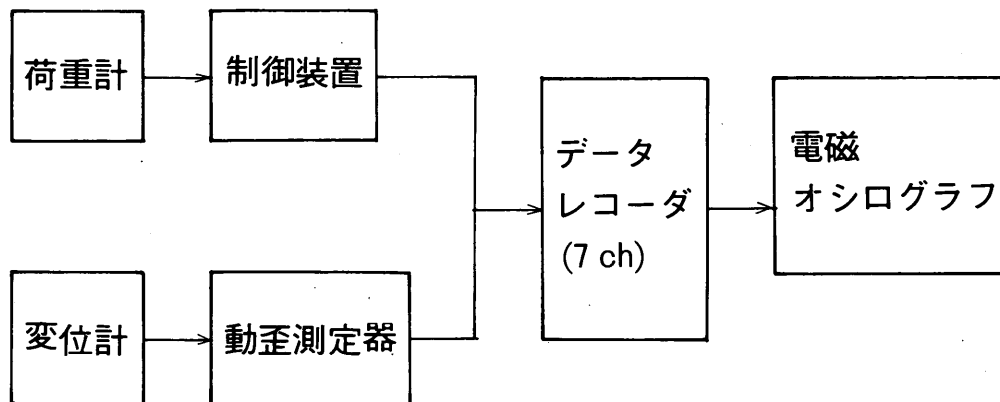 荷重計
制御装置
変位計
動歪測定器
データ
レコーダ
(7 ch)
電磁
オシログラフ